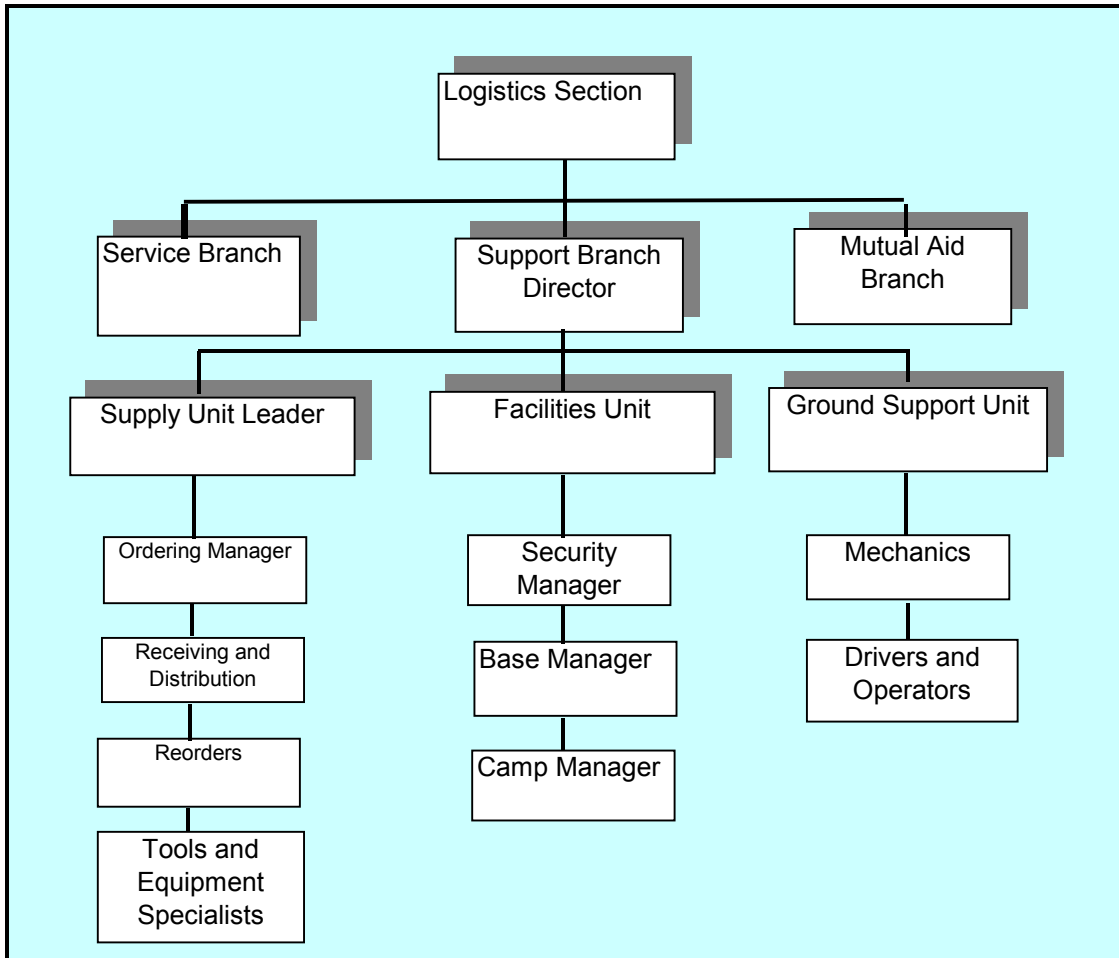 Logistics Section
Service Branch
Support Branch
Director
Mutual Aid
Branch
Supply Unit Leader
Facilities Unit
Ground Support Unit
Ordering Manager
Receiving and
Distribution
Reorders
Tools and
Equipment
Specialists
Security
Manager
Base Manager
Camp Manager
Mechanics
Drivers and
Operators